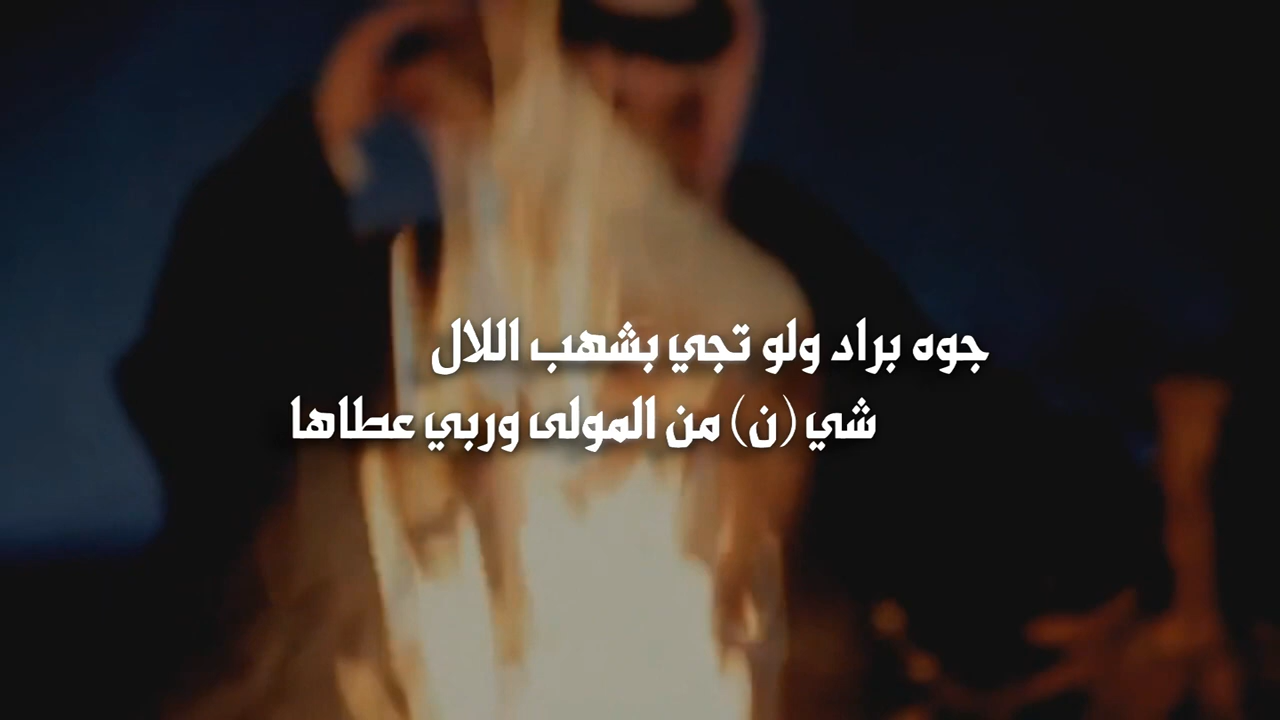 جوه براد ولو تجي بشهب اللال
شي (ن) من المولى وربي عطاها